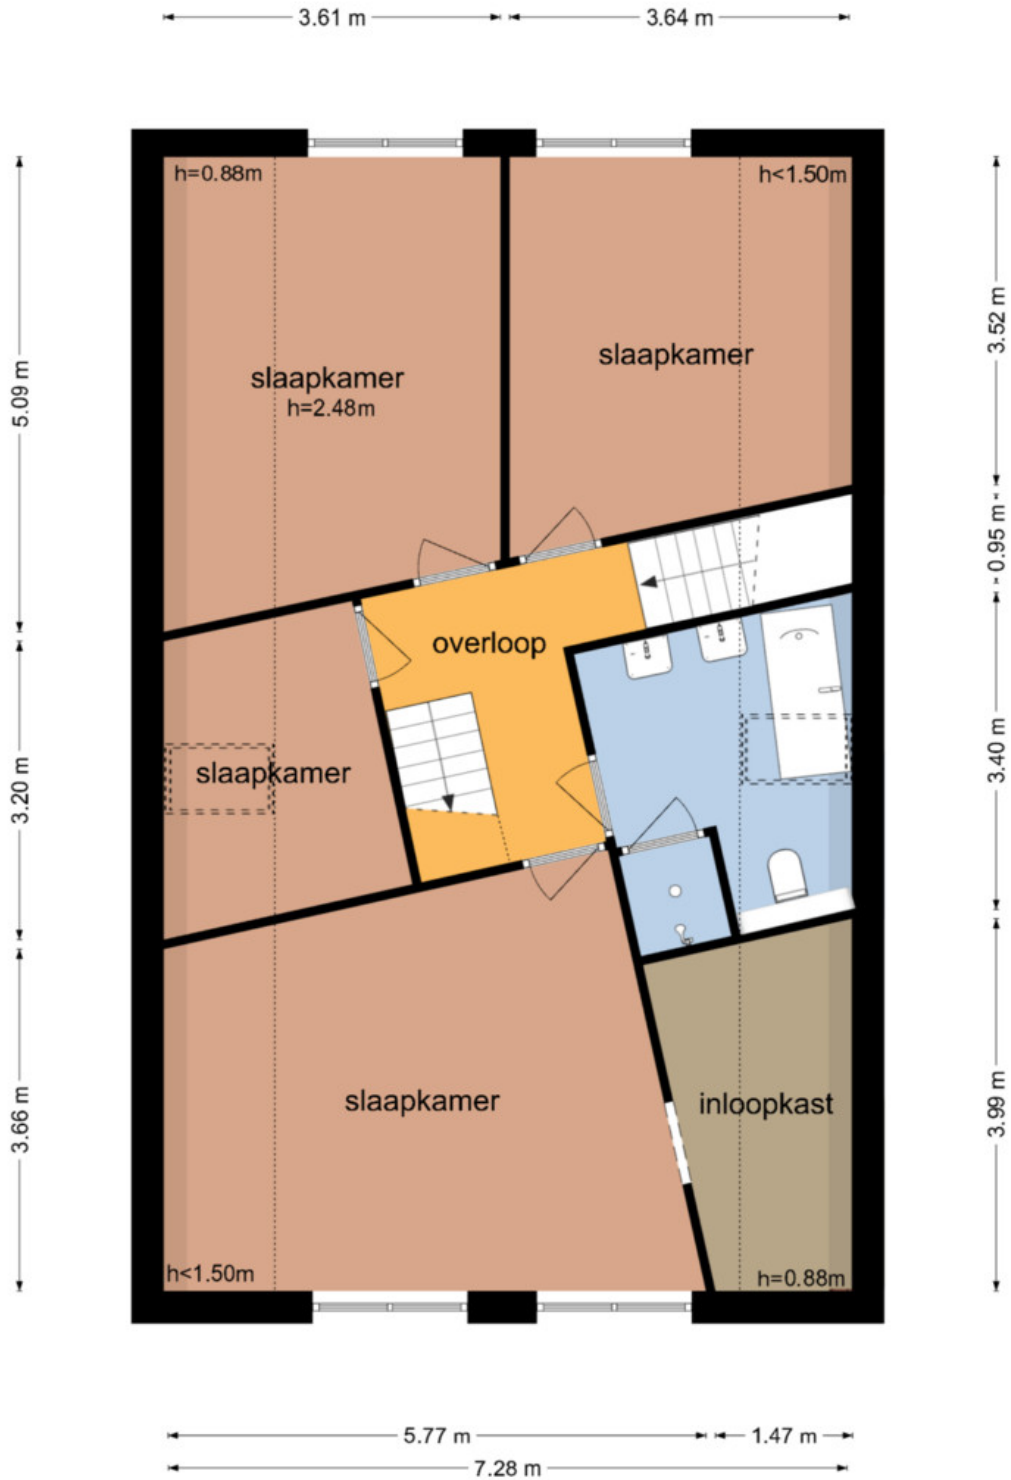 3.61 m
3.64 m
h=0.88m
h<1.50m
5.09 m
3.52 m
slaapkamer
slaapkamer
h=2.48m
0.95 m
overloop
3.20 m
slaapkamer
3.40 m
3.66 m
slaapkamer
inloopkast
3.99 m
h<1.50m
h=0.88m
5.77 m
1.47 m
7.28 m